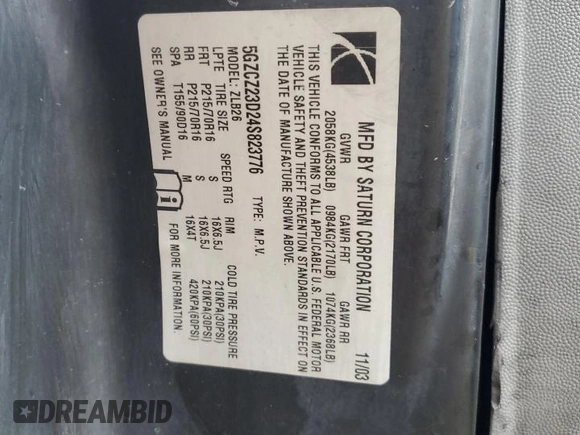 MFD BY SATURN CORPORATION 11/03
GVWR GAWR FRT GAWR RR
2058KG(4538LB) 0984KG(2170LB) 1074KG(2368LB)
THIS VEHICLE CONFORMS TO ALL APPLICABLE U.S. FEDERAL MOTOR
VEHICLE SAFETY AND THEFT PREVENTION STANDARDS IN EFFECT ON
THE DATE OF MANUFACTURE SHOWN ABOVE.
5GZCZ23D24S823776 TYPE: M.P.V.
MODEL: ZLB26
LPTE TIRE SIZE SPEED RTG RIM COLD TIRE PRESSURE
FRT P215/70R16 S 16X6.5J 210KPA(30PSI)
RR P215/70R16 S 16X6.5J 210KPA(30PSI)
SPA T155/90D16 M 16X4T 420KPA(60PSI)
SEE OWNER'S MANUAL i FOR MORE INFORMATION.
DREAMBID